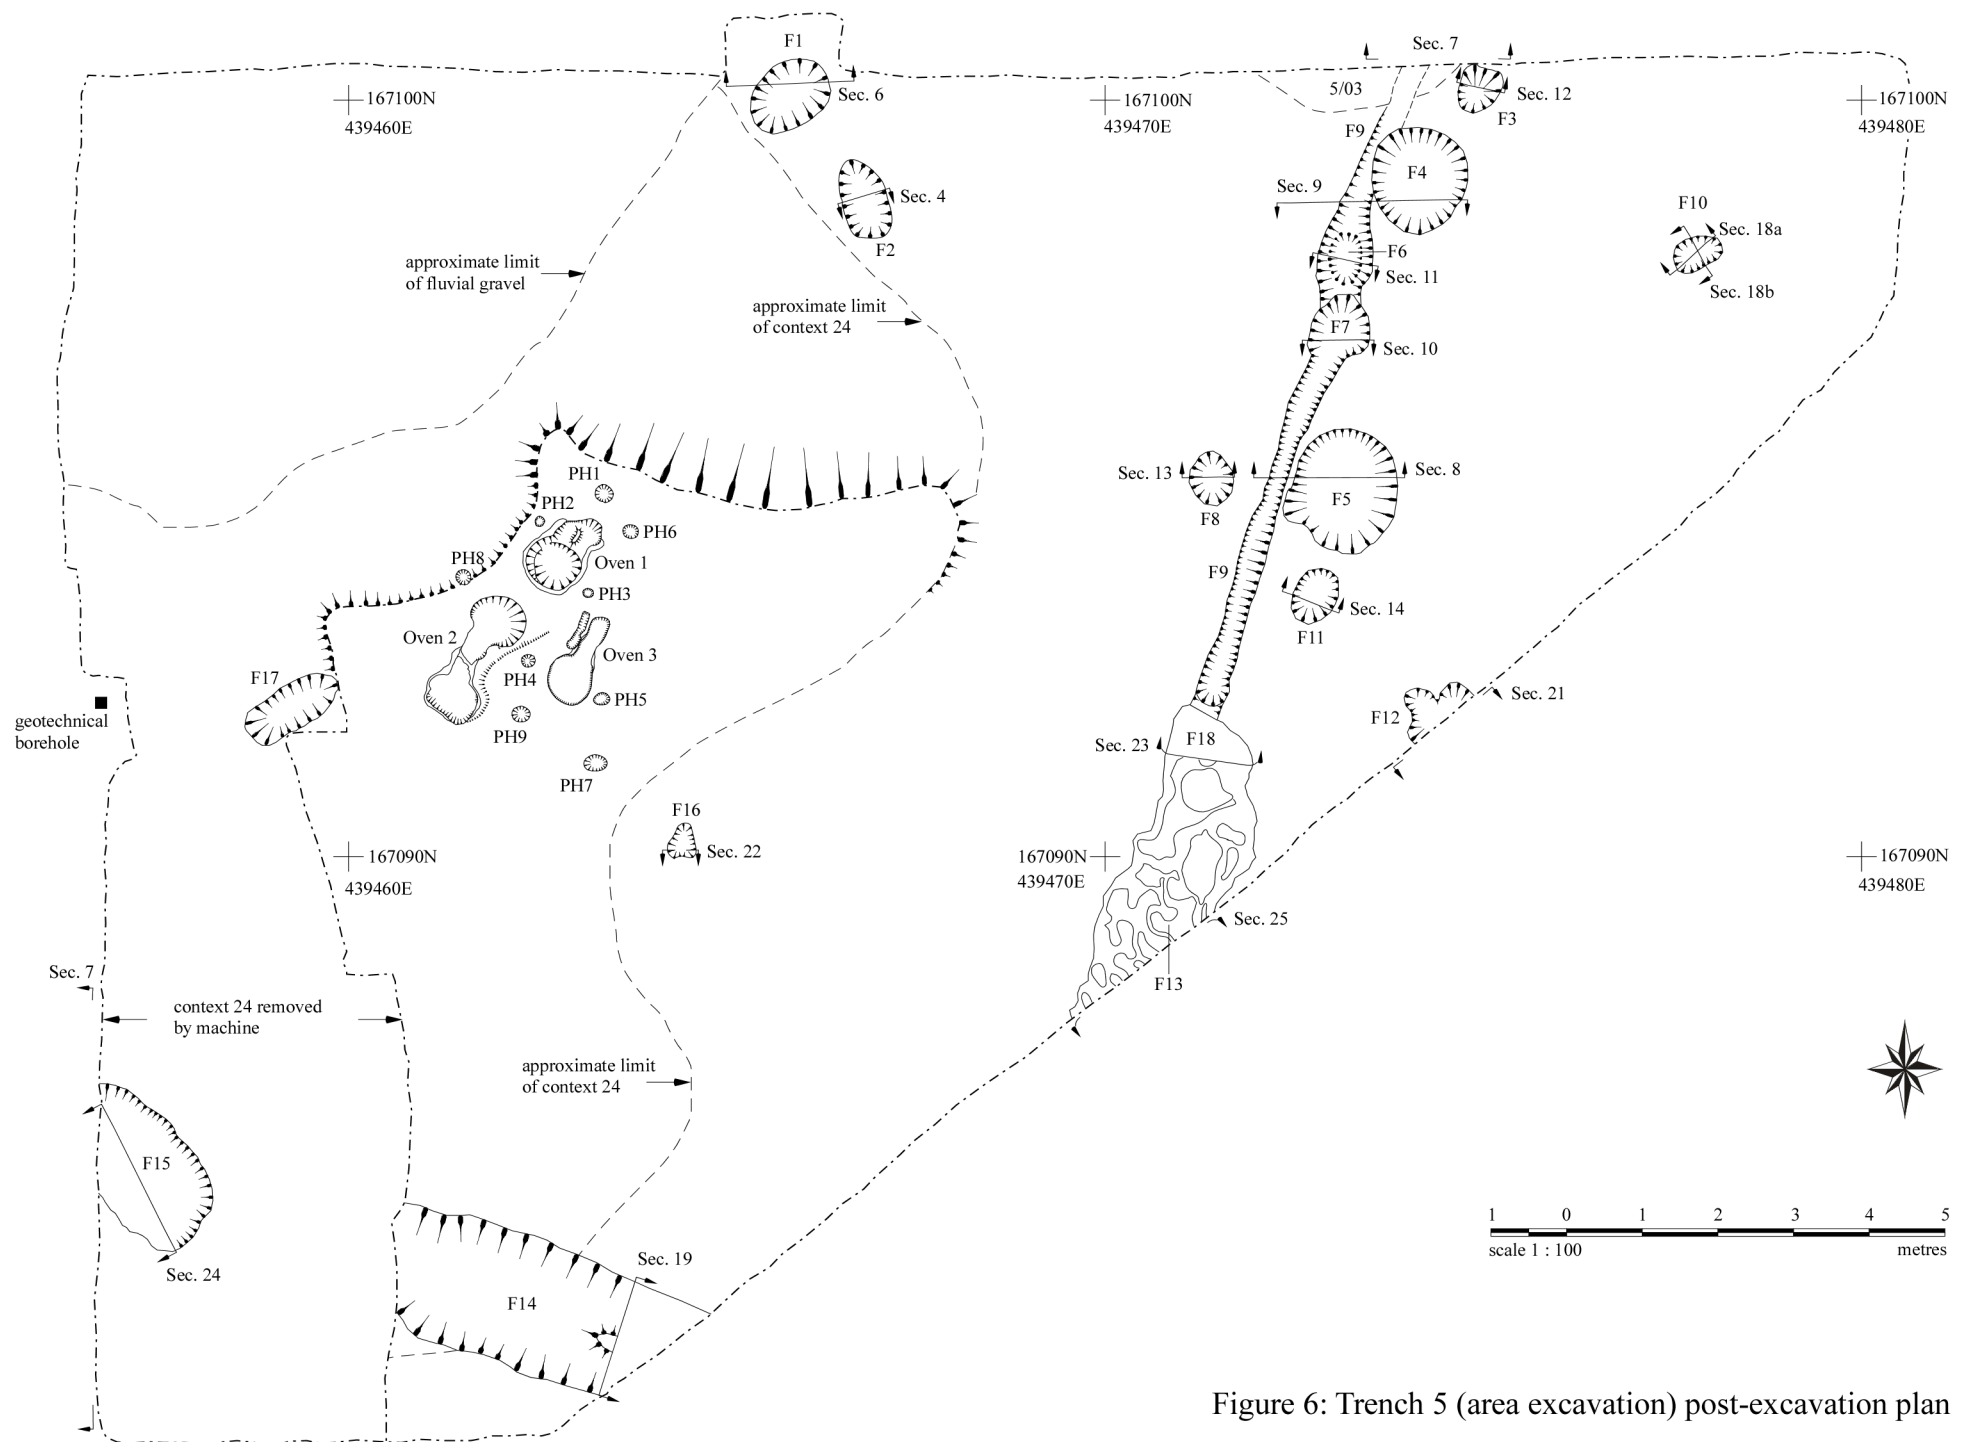 F1
Sec. 7
Sec. 6
5/03
Sec. 12
167100N
439460E
167100N
439470E
167100N
439480E
F3
F9
F4
Sec. 4
Sec. 9
F2
F10
Sec. 18a
F6
Sec. 11
Sec. 18b
approximate limit
of fluvial gravel
approximate limit
of context 24
F7
Sec. 10
PH1
Sec. 13
Sec. 8
PH2
F5
F8
PH6
PH8
Oven 1
F9
PH3
Sec. 14
F11
Oven 2
Oven 3
F17
PH4
PH5
Sec. 21
geotechnical
borehole
PH9
F12
F18
Sec. 23
PH7
F16
Sec. 22
167090N
439460E
167090N
439470E
167090N
439480E
Sec. 25
Sec. 7
F13
context 24 removed
by machine
approximate limit
of context 24
F15
Sec. 24
Sec. 19
F14
1 0 1 2 3 4 5
scale 1 : 100 metres
Figure 6: Trench 5 (area excavation) post-excavation plan